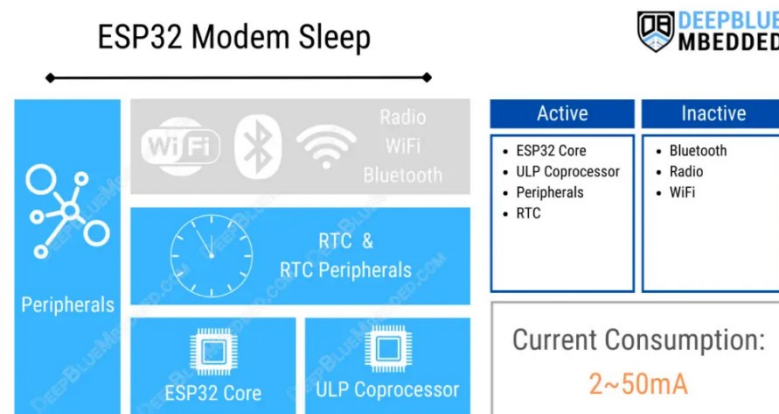 ESP32 Modem Sleep
DEEPBLUE
MBEDDED
Peripherals
WiFi
Radio
WiFi
Bluetooth
RTC &
RTC Peripherals
ESP32 Core
ULP Coprocessor
Active
• ESP32 Core
• ULP Coprocessor
• Peripherals
• RTC
Inactive
• Bluetooth
• Radio
• WiFi
Current Consumption:
2~50mA